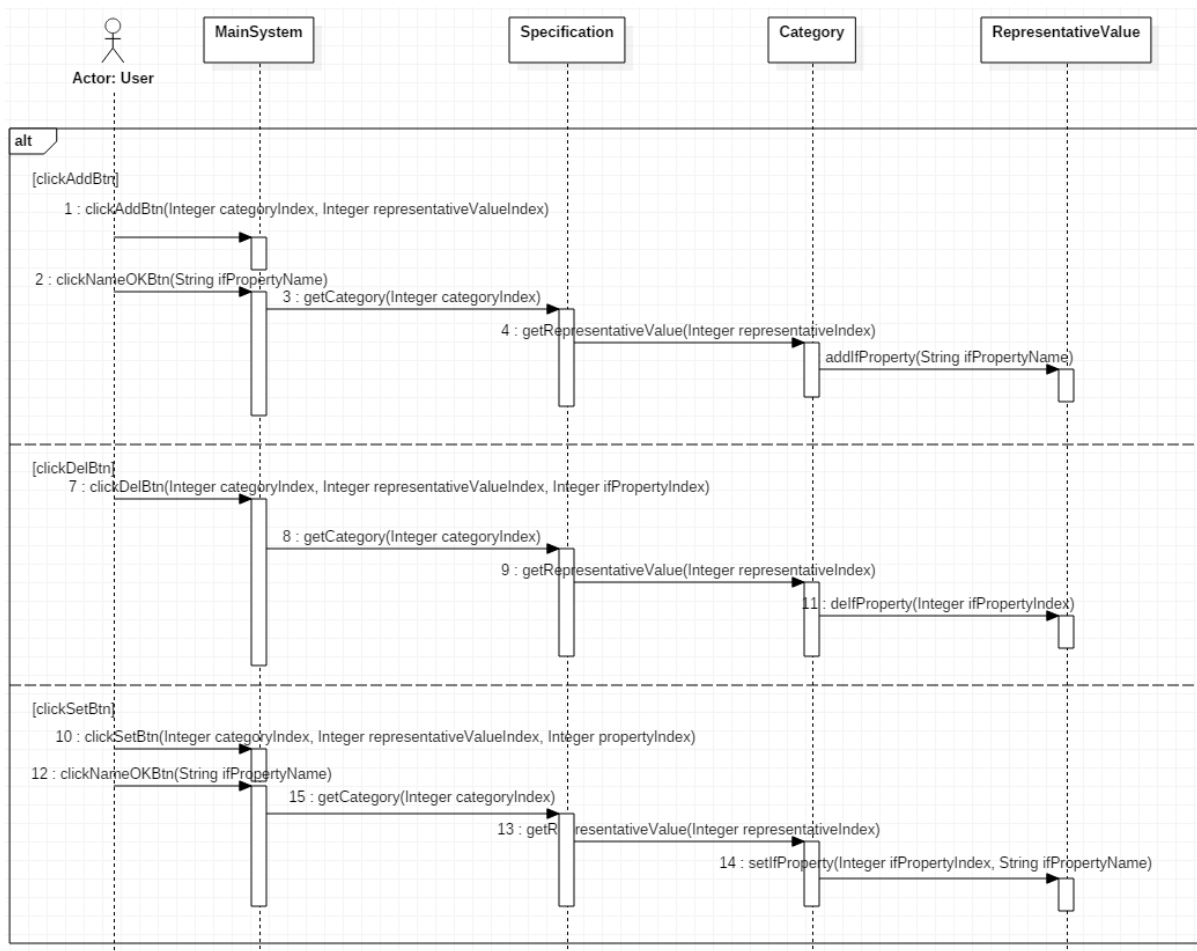 MainSystem
Specification
Category
RepresentativeValue
Actor: User
alt
[clickAddBtn]
1 : clickAddBtn(Integer categoryIndex, Integer representativeValueIndex)
2 : clickNameOKBtn(String ifPropertyName)
3 : getCategory(Integer categoryIndex)
4 : getRepresentativeValue(Integer representativeIndex)
addIfProperty(String ifPropertyName)
[clickDelBtn]
7 : clickDelBtn(Integer categoryIndex, Integer representativeValueIndex, Integer ifPropertyIndex)
8 : getCategory(Integer categoryIndex)
9 : getRepresentativeValue(Integer representativeIndex)
11 : delfProperty(Integer ifPropertyIndex)
[clickSetBtn]
10 : clickSetBtn(Integer categoryIndex, Integer representativeValueIndex, Integer propertyIndex)
12 : clickNameOKBtn(String ifPropertyName)
15 : getCategory(Integer categoryIndex)
13 : getRepresentativeValue(Integer representativeIndex)
14 : setIfProperty(Integer ifPropertyIndex, String ifPropertyName)